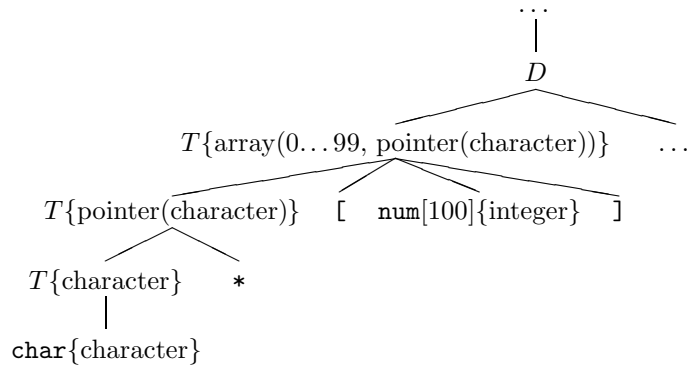 ...
D
T{array(0...99, pointer(character))} ...
T{pointer(character)} [ num[100]{integer} ]
T{character} *
char{character}